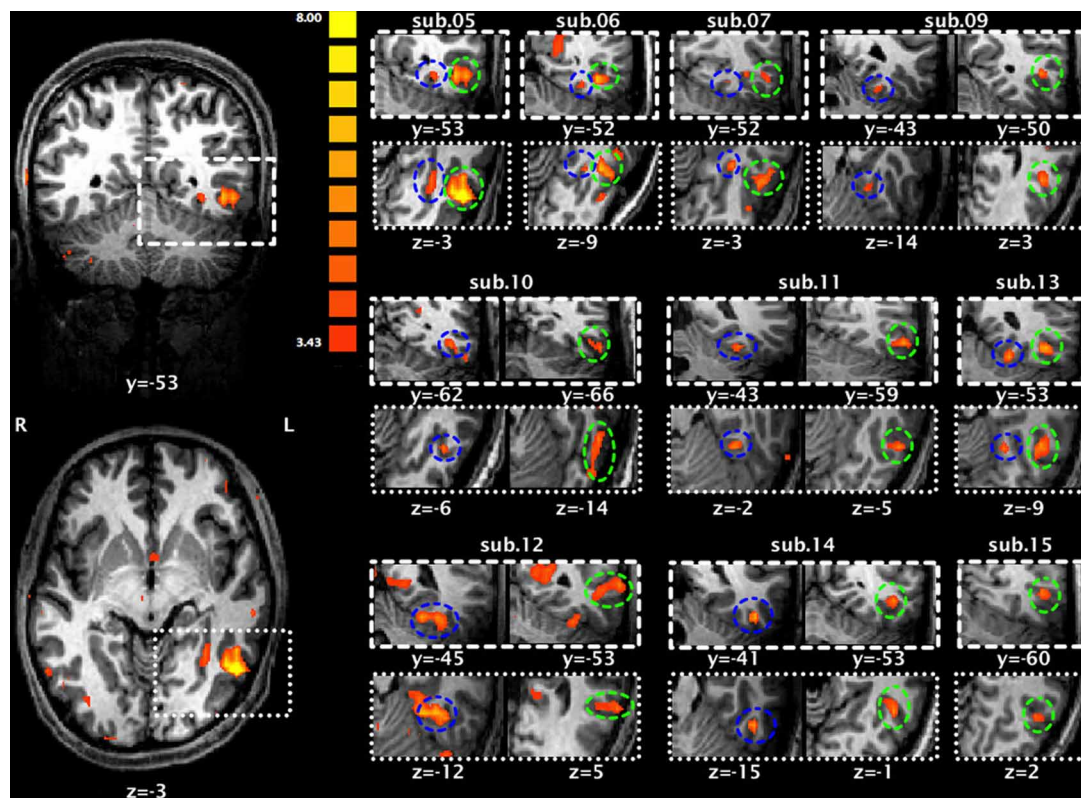 8.00
3.43
y=-53
R L
z=-3
sub.05 sub.06 sub.07 sub.09
y=-53 y=-52 y=-52 y=-43 y=-50
z=-3 z=-9 z=-3 z=-14 z=3
sub.10 sub.11 sub.13
y=-62 y=-66 y=-43 y=-59 y=-53
z=-6 z=-14 z=-2 z=-5 z=-9
sub.12 sub.14 sub.15
y=-45 y=-53 y=-41 y=-53 y=-60
z=-12 z=5 z=-15 z=-1 z=2